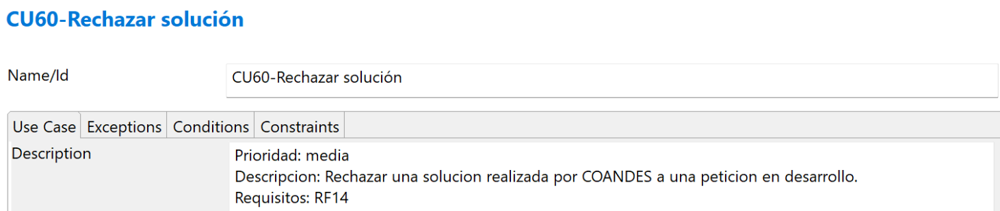 CU60-Rechazar solución
Name/Id
CU60-Rechazar solución
Use Case Exceptions Conditions Constraints
Description
Prioridad: media
Descripcion: Rechazar una solucion realizada por COANDES a una peticion en desarrollo.
Requisitos: RF14